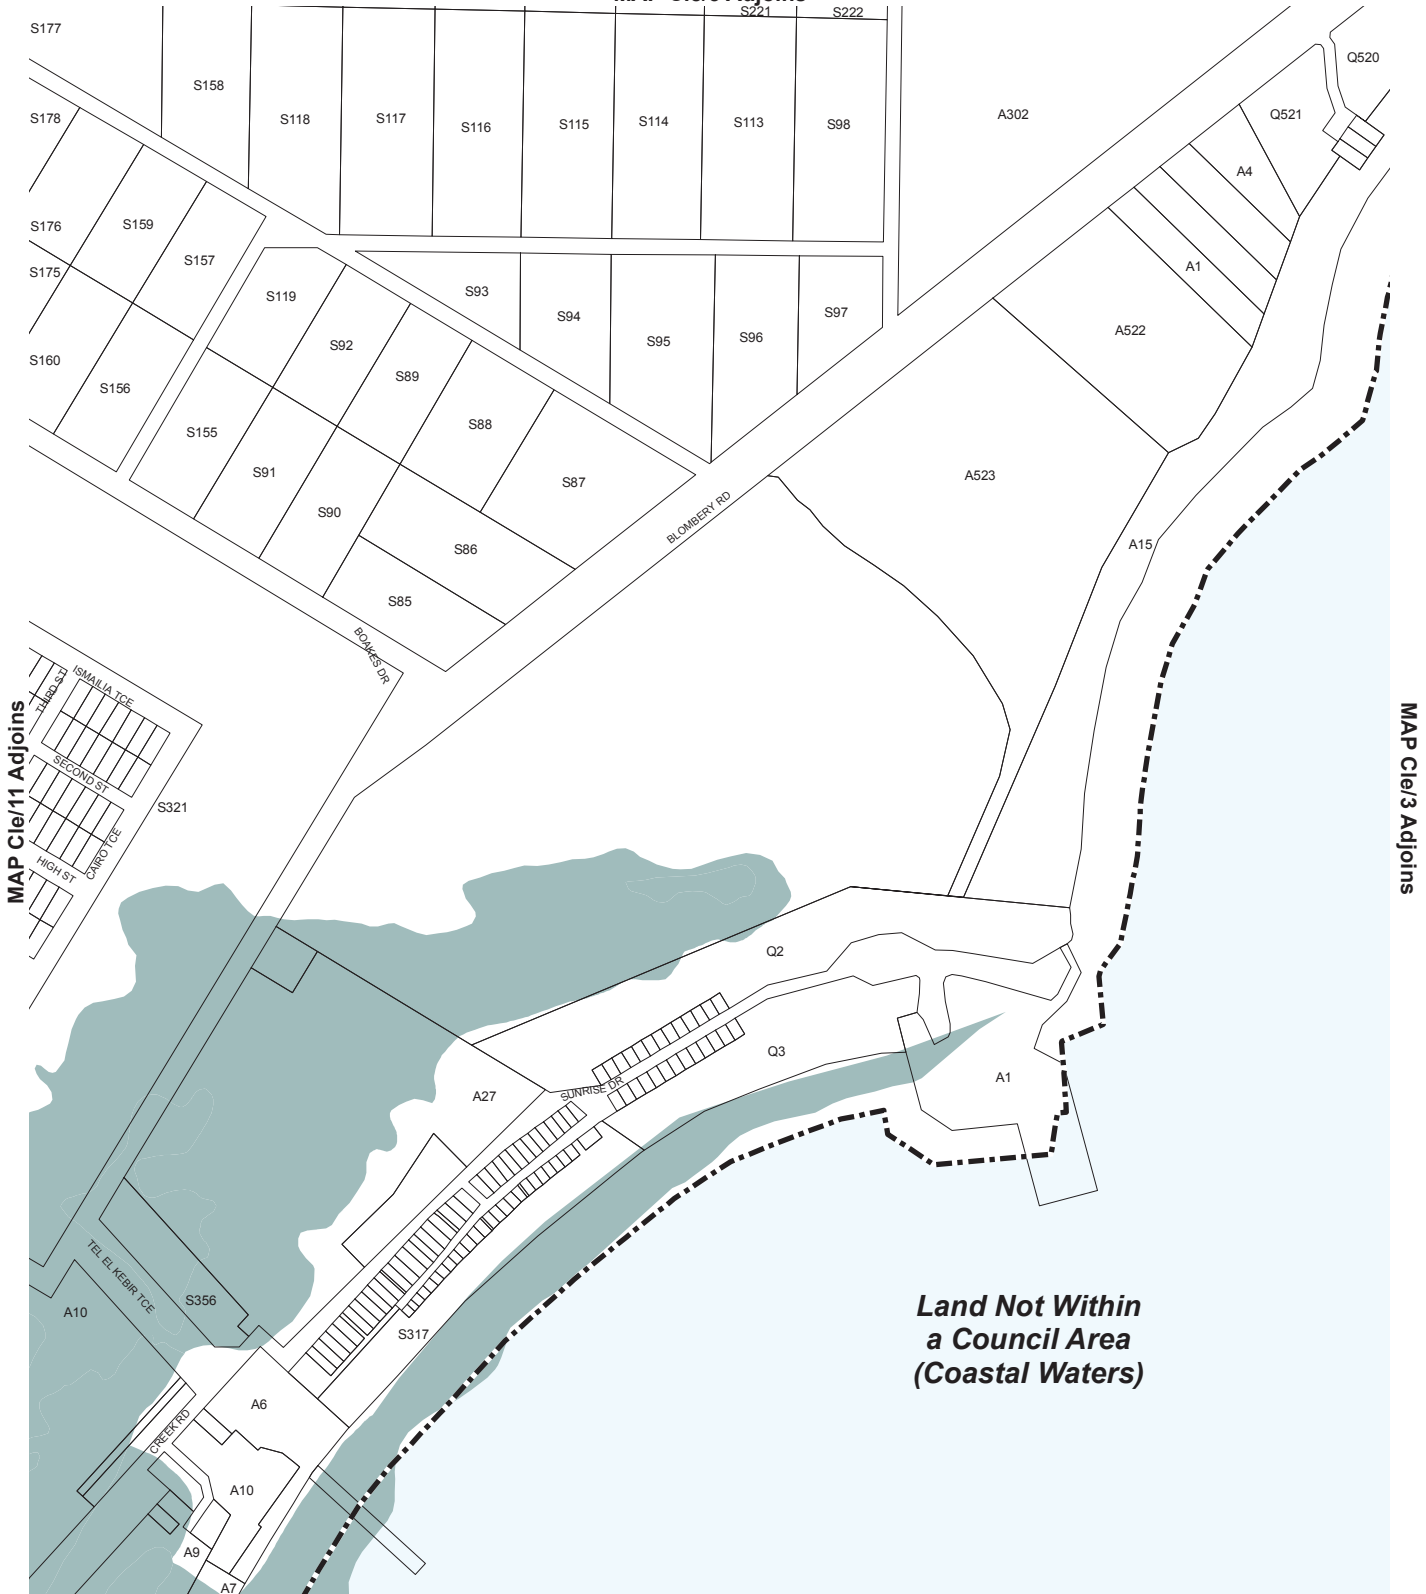 S221
S222
S177
Q520
S158
S118
S117
S116
S115
S114
S113
S98
A302
Q521
S178
A4
S176
S159
S157
S175
A1
S119
S93
S94
S97
A522
S92
S95
S96
S160
S89
S156
S88
S155
S91
S87
A523
S90
BLOMBERY RD
S86
A15
S85
BOAKES DR
ISMAILIA TCE
THIRD ST
SECOND ST
S321
CAIRO TCE
HIGH ST
MAP Cle/11 Adjoins
MAP Cle/3 Adjoins
Q2
Q3
A1
SUNRISE DR
A27
TEL EL KEBIR TCE
S356
A10
S317
Land Not Within
a Council Area
(Coastal Waters)
A6
CREEK RD
A10
A9
A7